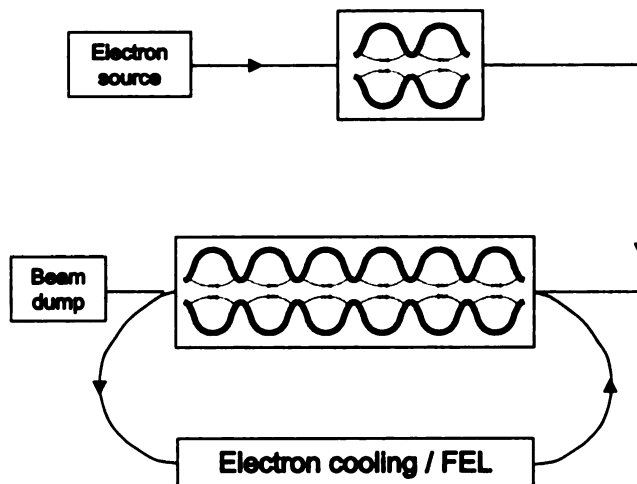 Electron
source
Beam
dump
Electron cooling / FEL